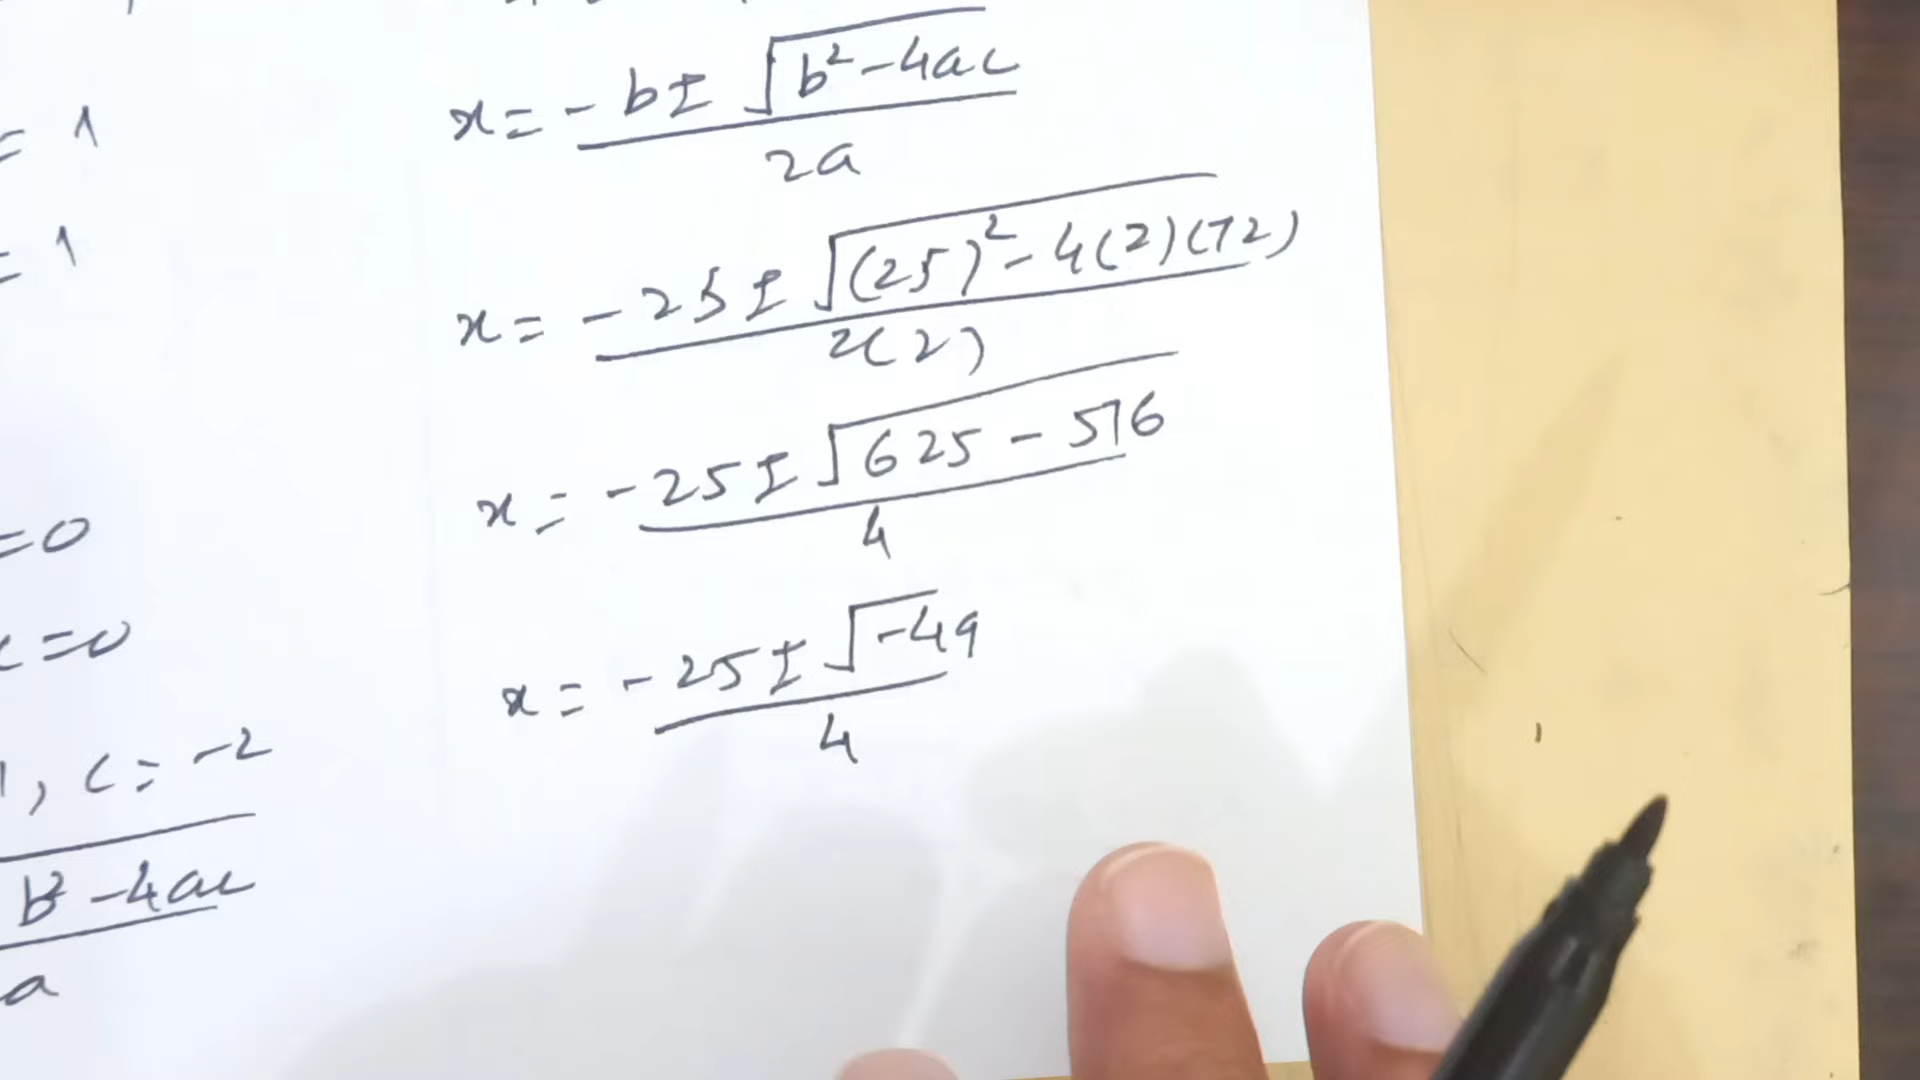 = 1
= 1
=0
=0
, c = -2
b² -4ac
a
x = -b ± √b² - 4ac
2a
x = -25 ± √(25)² - 4(2)(72)
2(2)
x = -25 ± √625 - 576
4
x = -25 ± √-49
4